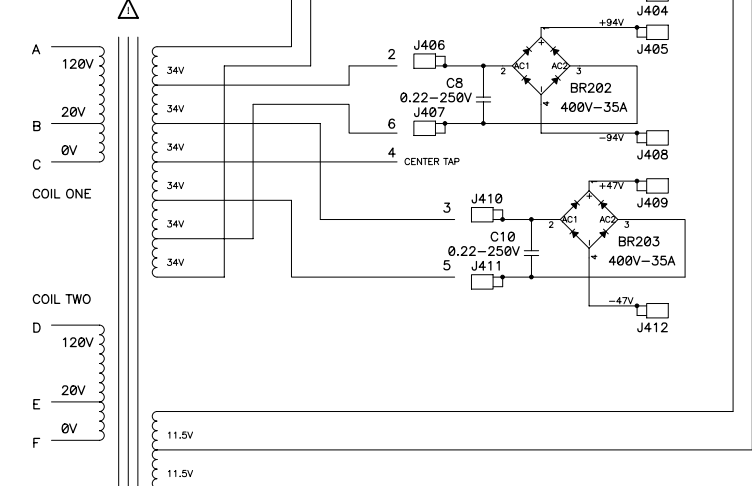 J404
+94V
J405
A
120V
34V
2
J406
AC1
+
AC2
2
3
C8
0.22-250V
BR202
400V-35A
4
20V
B
34V
6
J407
-94V
J408
0V
C
34V
4
CENTER TAP
COIL ONE
34V
+47V
J409
3
J410
AC1
AC2
2
3
34V
C10
0.22-250V
BR203
400V-35A
4
34V
5
J411
COIL TWO
-47V
J412
D
120V
20V
E
0V
F
11.5V
11.5V